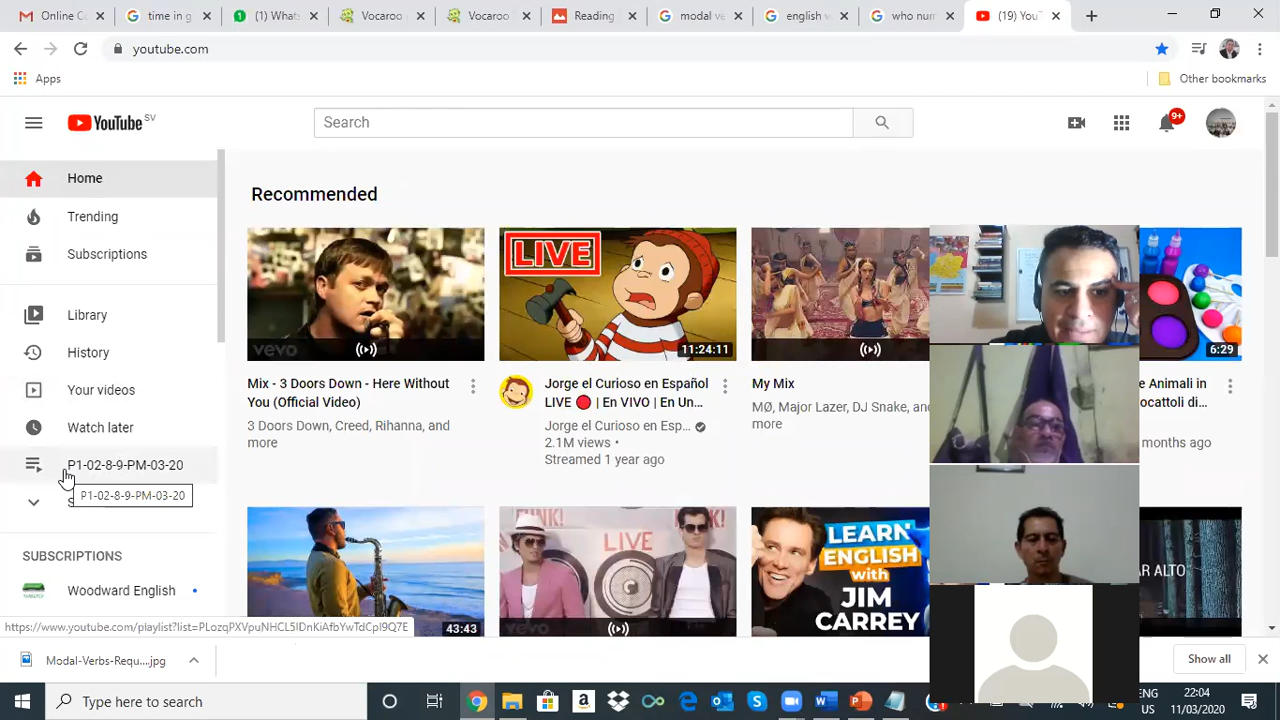 Online Co
time in g
(1) Whats
Vocaroo
Vocaroo
Reading
modal ve
english v
who num
(19) YouT
youtube.com
Apps
Other bookmarks
YouTube SV
Search
9+
Home
Trending
Subscriptions
Library
History
Your videos
Watch later
P1-02-8-9-PM-03-20
P1-02-8-9-PM-03-20
SUBSCRIPTIONS
Woodward English
Recommended
vevo
LIVE
11:24:11
6:29
Mix - 3 Doors Down - Here Without
You (Official Video)
3 Doors Down, Creed, Rihanna, and
more
Jorge el Curioso en Español
LIVE 🔴 | En VIVO | En Un...
Jorge el Curioso en Esp...
2.1M views •
Streamed 1 year ago
My Mix
MØ, Major Lazer, DJ Snake, and
more
e Animali in
ocattoli di...
months ago
43:43
LIVE
vevo
LEARN
ENGLISH
with
JIM
CARREY
AR ALTO
https://www.youtube.com/playlist?list=PLozqPXVpuNHCL5IDnKiAfbYwTdCpI9Q7E
Modal-Verbs-Requ....jpg
Show all
Type here to search
ENG
MS
22:04
11/03/2020